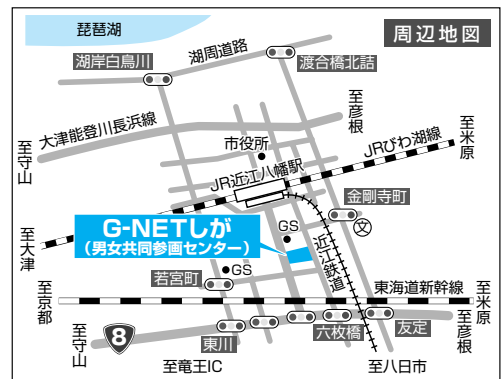 琵琶湖
周辺地図
湖岸白鳥川
湖周道路
渡合橋北詰
大津能登川長浜線
至彦根
至守山
市役所
JRびわ湖線
至米原
JR近江八幡駅
金剛寺町
文
G-NETしが
(男女共同参画センター)
GS
近江鉄道
至大津
GS
若宮町
東海道新幹線
至京都
至米原
8
至守山
東川
六枚橋
友定
至彦根
至竜王IC
至八日市